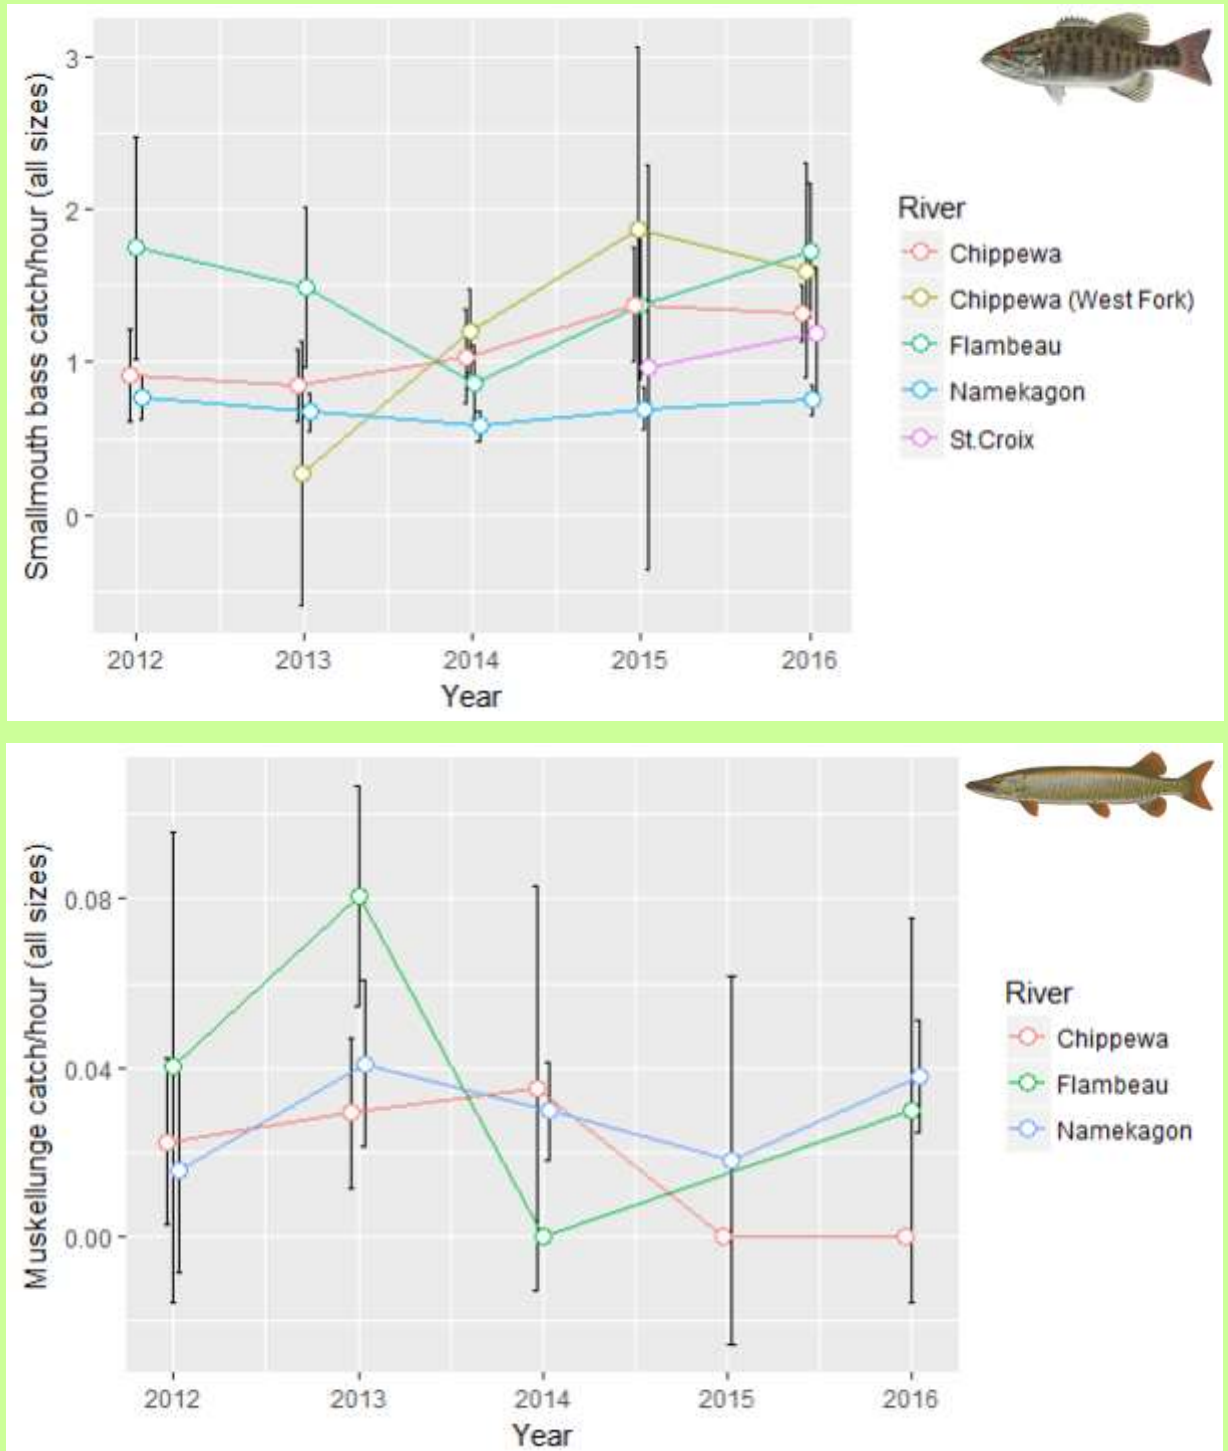 Smallmouth bass catch/hour (all sizes)
3
2
1
0
2012 2013 2014 2015 2016
Year
River
Chippewa
Chippewa (West Fork)
Flambeau
Namekagon
St.Croix
Muskellunge catch/hour (all sizes)
0.08
0.04
0.00
2012 2013 2014 2015 2016
Year
River
Chippewa
Flambeau
Namekagon